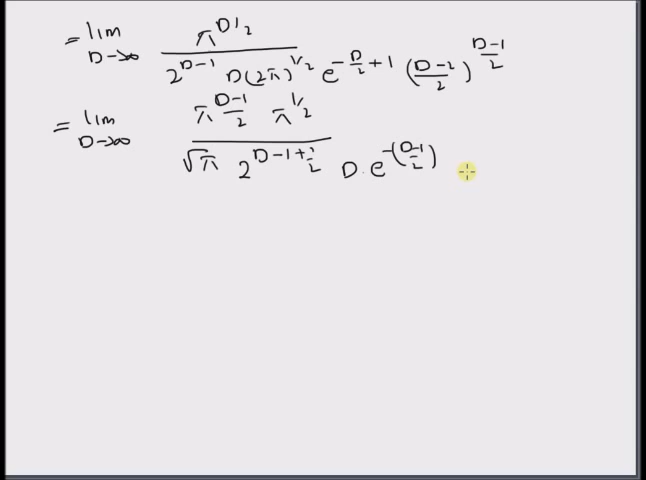 = lim D→∞ π^{D/2} / 2^{D-1} D(2π)^{1/2} e^{-D/2+1} ((D-2)/2)^{(D-1)/2}
= lim D→∞ π^{(D-1)/2} π^{1/2} / √π 2^{D-1+1/2} D. e^{-((D-1)/2)}